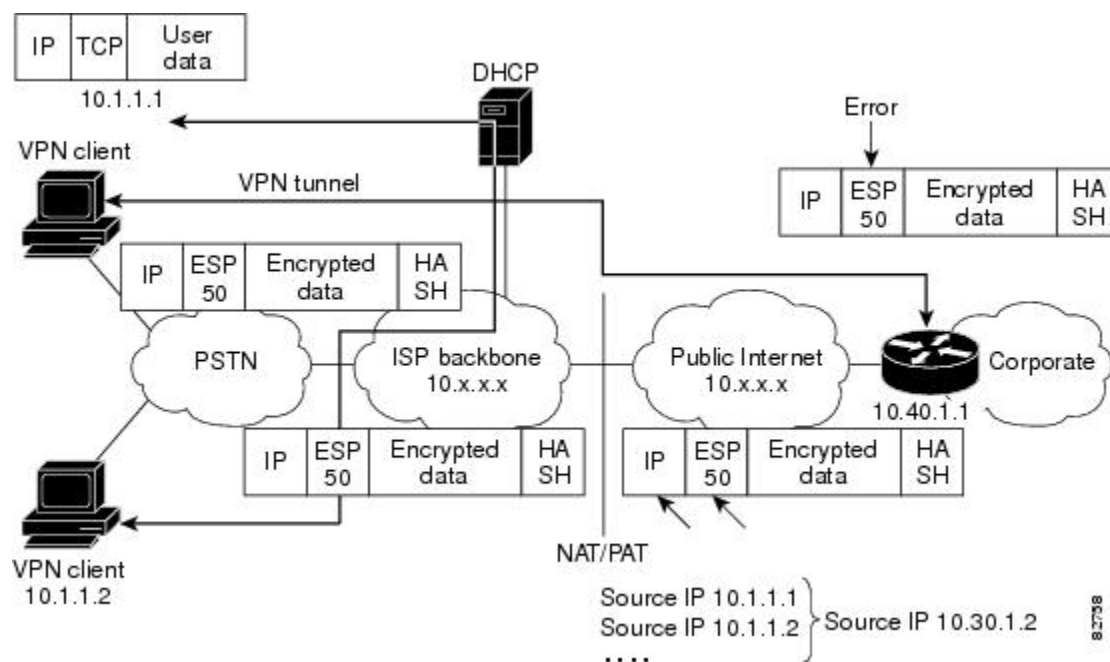 IP TCP User data
10.1.1.1
DHCP
Error
VPN client
VPN tunnel
IP ESP 50 Encrypted data HA SH
IP ESP 50 Encrypted data HA SH
PSTN
ISP backbone
10.x.x.x
Public Internet
10.x.x.x
Corporate
10.40.1.1
IP ESP 50 Encrypted data HA SH
IP ESP 50 Encrypted data HA SH
VPN client
10.1.1.2
NAT/PAT
Source IP 10.1.1.1
Source IP 10.1.1.2
....
Source IP 10.30.1.2
82758